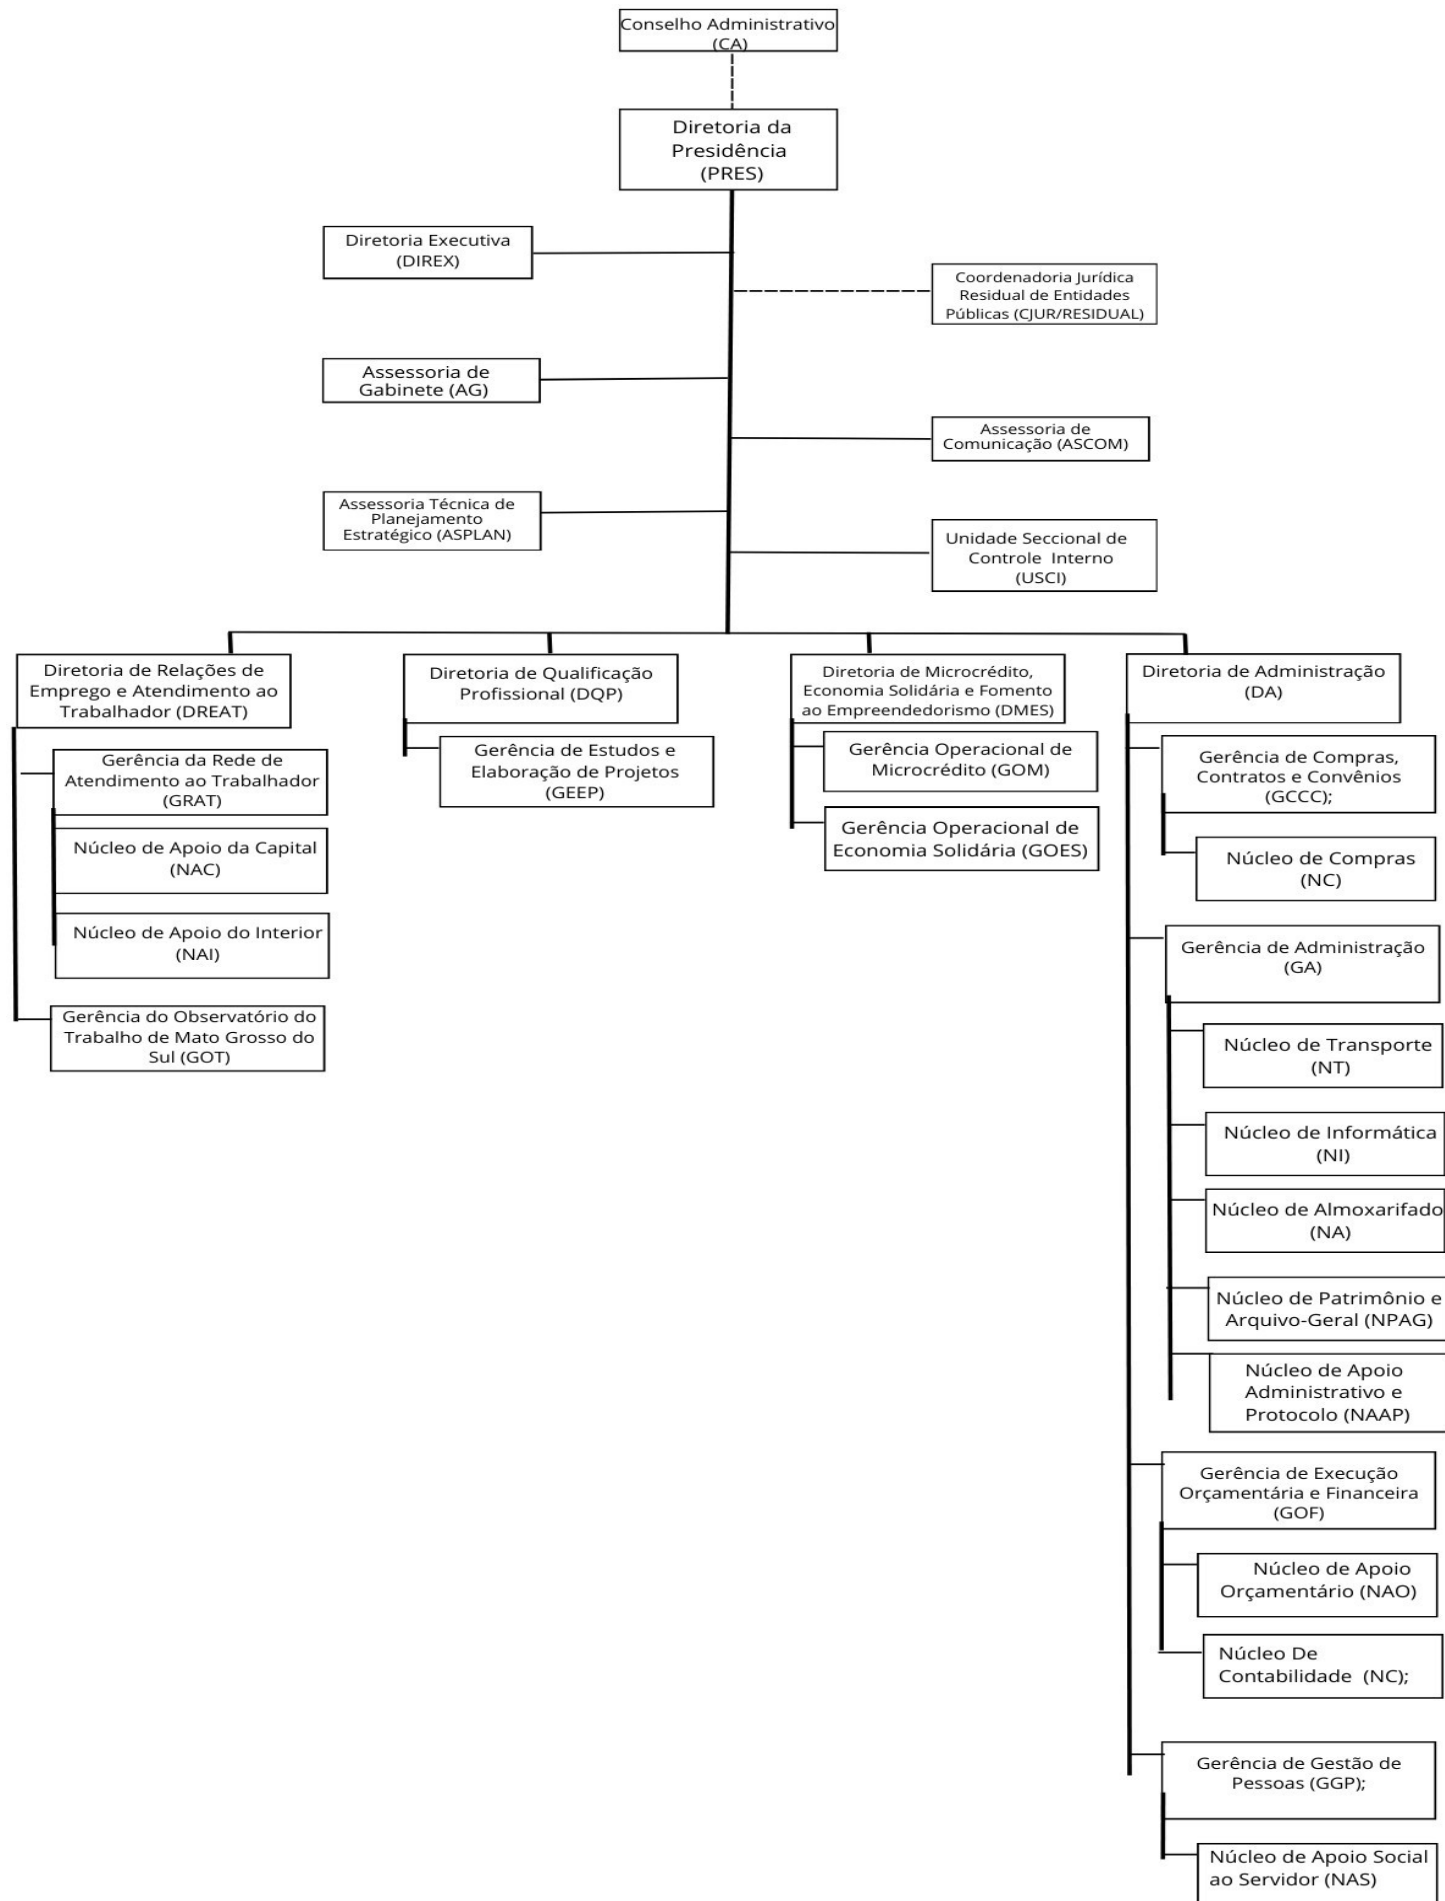 Conselho Administrativo
(CA)
Diretoria da
Presidência
(PRES)
Diretoria Executiva
(DIREX)
Coordenadoria Jurídica
Residual de Entidades
Públicas (CJUR/RESIDUAL)
Assessoria de
Gabinete (AG)
Assessoria de
Comunicação (ASCOM)
Assessoria Técnica de
Planejamento
Estratégico (ASPLAN)
Unidade Seccional de
Controle Interno
(USCI)
Diretoria de Relações de
Emprego e Atendimento ao
Trabalhador (DREAT)
Gerência da Rede de
Atendimento ao Trabalhador
(GRAT)
Núcleo de Apoio da Capital
(NAC)
Núcleo de Apoio do Interior
(NAI)
Gerência do Observatório do
Trabalho de Mato Grosso do
Sul (GOT)
Diretoria de Qualificação
Profissional (DQP)
Gerência de Estudos e
Elaboração de Projetos
(GEEP)
Diretoria de Microcrédito,
Economia Solidária e Fomento
ao Empreendedorismo (DMES)
Gerência Operacional de
Microcrédito (GOM)
Gerência Operacional de
Economia Solidária (GOES)
Diretoria de Administração
(DA)
Gerência de Compras,
Contratos e Convênios
(GCCC);
Núcleo de Compras
(NC)
Gerência de Administração
(GA)
Núcleo de Transporte
(NT)
Núcleo de Informática
(NI)
Núcleo de Almoxarifado
(NA)
Núcleo de Patrimônio e
Arquivo-Geral (NPAG)
Núcleo de Apoio
Administrativo e
Protocolo (NAAP)
Gerência de Execução
Orçamentária e Financeira
(GOF)
Núcleo de Apoio
Orçamentário (NAO)
Núcleo De
Contabilidade (NC);
Gerência de Gestão de
Pessoas (GGP);
Núcleo de Apoio Social
ao Servidor (NAS)